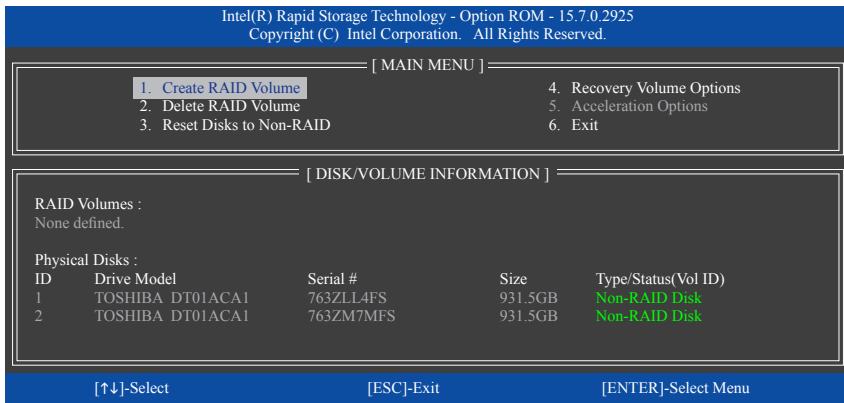 Intel(R) Rapid Storage Technology - Option ROM - 15.7.0.2925
Copyright (C) Intel Corporation. All Rights Reserved.
[ MAIN MENU ]
1. Create RAID Volume
2. Delete RAID Volume
3. Reset Disks to Non-RAID
4. Recovery Volume Options
5. Acceleration Options
6. Exit
[ DISK/VOLUME INFORMATION ]
RAID Volumes :
None defined.
Physical Disks :
ID Drive Model Serial # Size Type/Status(Vol ID)
1 TOSHIBA DT01ACA1 763ZLL4FS 931.5GB Non-RAID Disk
2 TOSHIBA DT01ACA1 763ZM7MFS 931.5GB Non-RAID Disk
[↑↓]-Select [ESC]-Exit [ENTER]-Select Menu